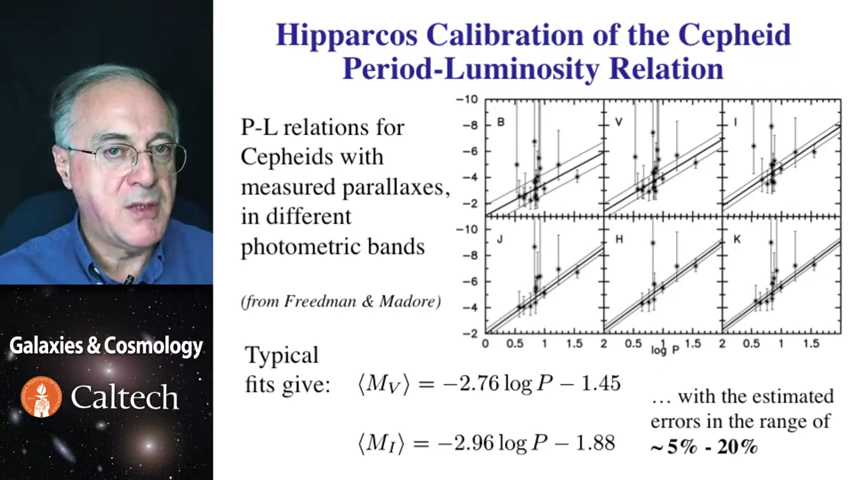 Hipparcos Calibration of the Cepheid
Period-Luminosity Relation
P-L relations for
Cepheids with
measured parallaxes,
in different
photometric bands
(from Freedman & Madore)
-10
-8
-6
-4
-2
B
V
I
-10
-8
-6
-4
-2
J
H
K
0 0.5 1 1.5 2 0.5 1 1.5 2 0.5 1 1.5
log P
Typical
fits give:
⟨M_V⟩ = −2.76 log P − 1.45
⟨M_I⟩ = −2.96 log P − 1.88
… with the estimated
errors in the range of
~ 5% - 20%
Galaxies & Cosmology
Caltech